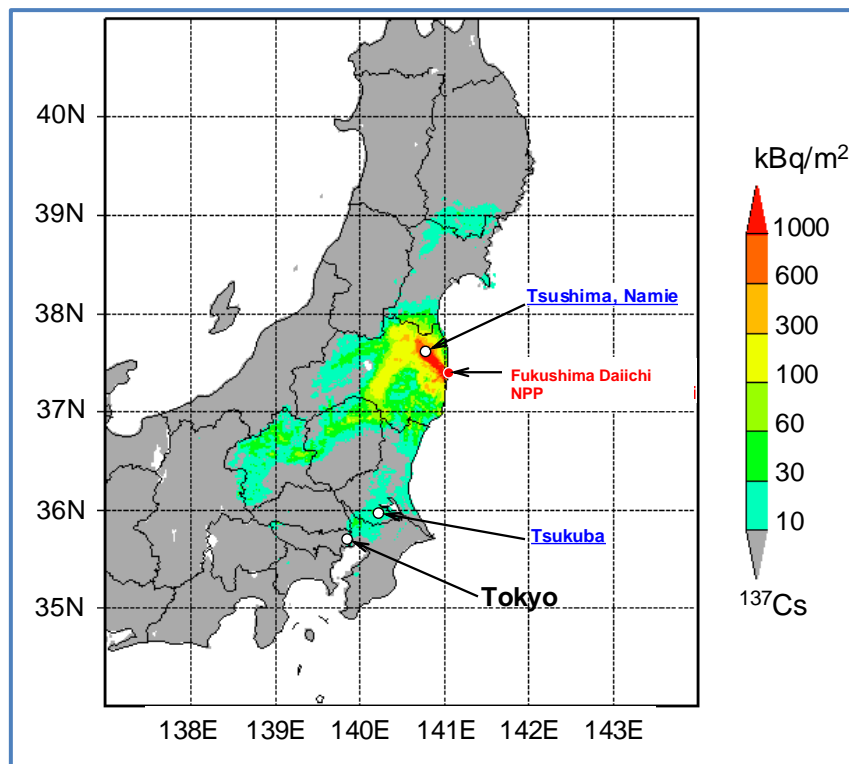 40N
39N
38N
37N
36N
35N
138E 139E 140E 141E 142E 143E
Tsushima, Namie
Fukushima Daiichi
NPP
i
Tsukuba
Tokyo
kBq/m²
1000
600
300
100
60
30
10
¹³⁷Cs